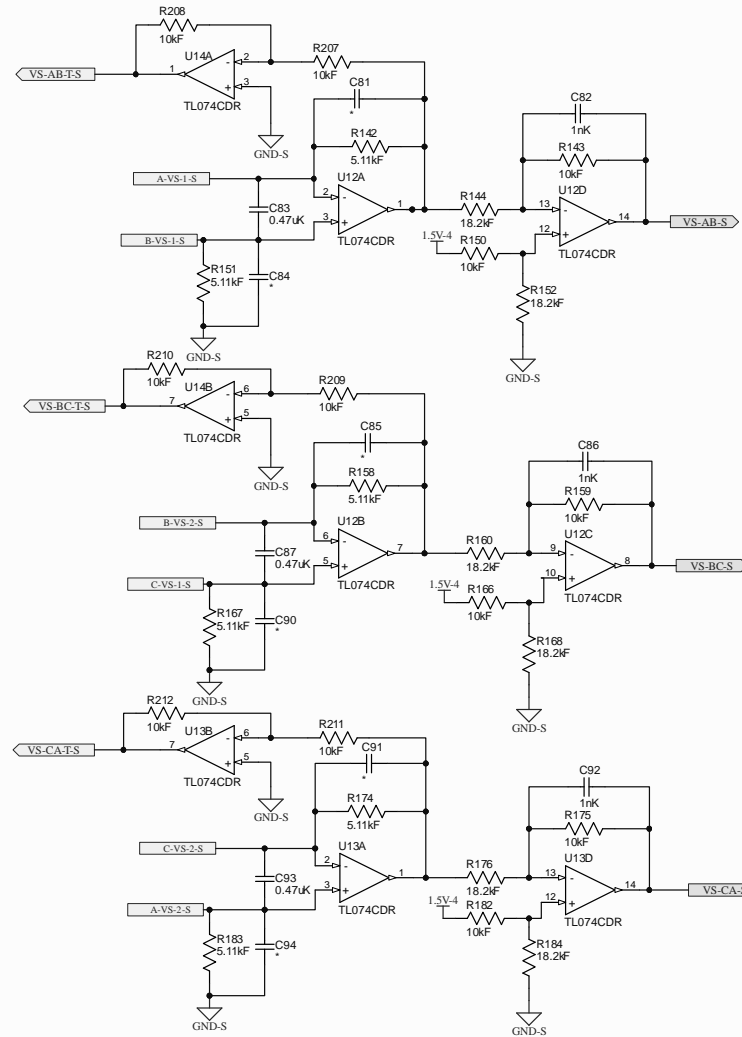 R208
10kF
U14A
VS-AB-T-S
1
2
-
3
+
TL074CDR
R207
10kF
GND-S
C81
*
R142
5.11kF
A-VS-1-S
U12A
2
-
3
+
1
TL074CDR
C83
0.47uK
B-VS-1-S
R151
5.11kF
C84
*
GND-S
C82
1nK
R143
10kF
R144
18.2kF
U12D
13
-
12
+
14
TL074CDR
VS-AB-S
1.5V-4
R150
10kF
R152
18.2kF
GND-S
R210
10kF
U14B
VS-BC-T-S
7
6
-
5
+
TL074CDR
R209
10kF
GND-S
C85
*
R158
5.11kF
B-VS-2-S
U12B
6
-
5
+
7
TL074CDR
C87
0.47uK
C-VS-1-S
R167
5.11kF
C90
*
GND-S
C86
1nK
R159
10kF
R160
18.2kF
U12C
9
-
10
+
8
TL074CDR
VS-BC-S
1.5V-4
R166
10kF
R168
18.2kF
GND-S
R212
10kF
U13B
VS-CA-T-S
7
6
-
5
+
TL074CDR
R211
10kF
GND-S
C91
*
R174
5.11kF
C-VS-2-S
U13A
2
-
3
+
1
TL074CDR
C93
0.47uK
A-VS-2-S
R183
5.11kF
C94
*
GND-S
C92
1nK
R175
10kF
R176
18.2kF
U13D
13
-
12
+
14
TL074CDR
1.5V-4
R182
10kF
R184
18.2kF
GND-S